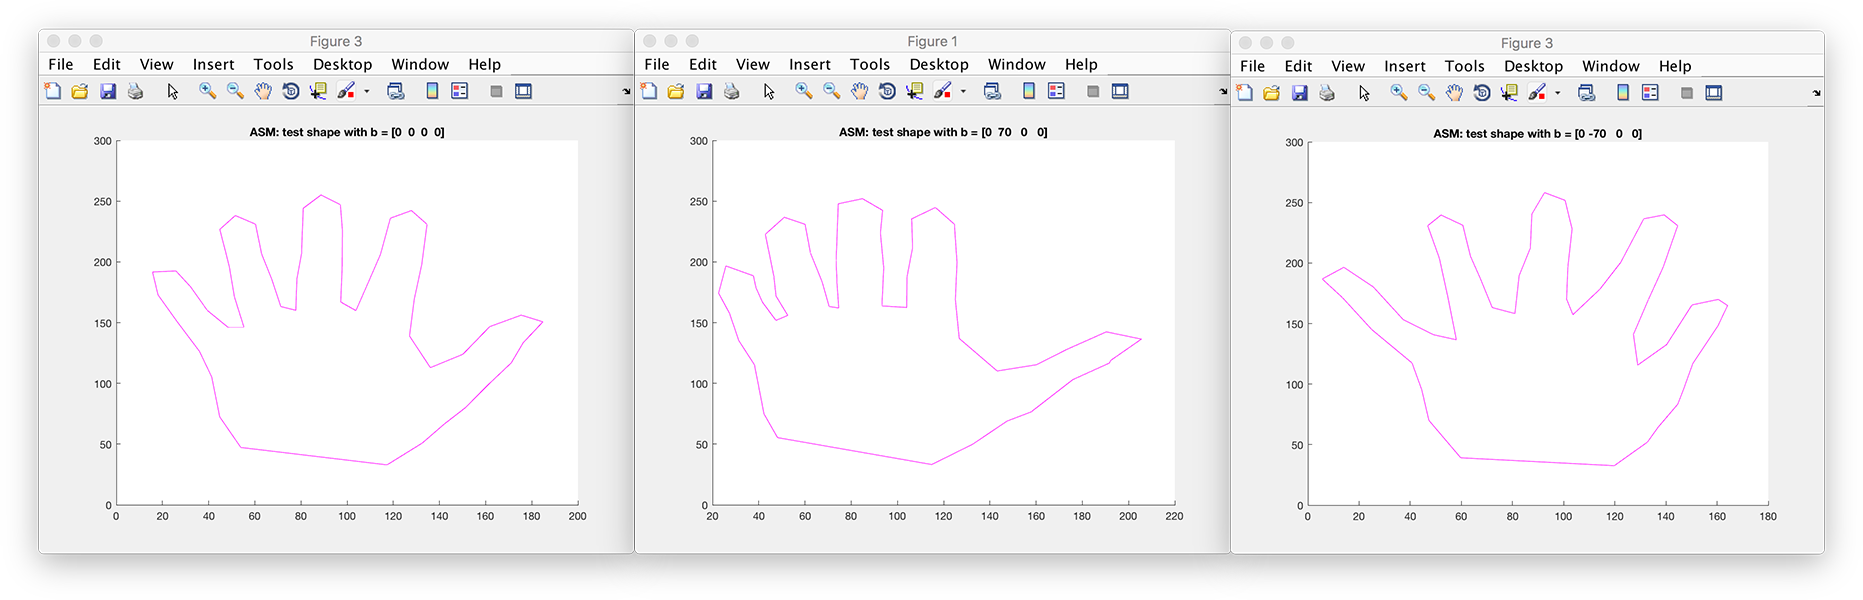 Figure 3
File Edit View Insert Tools Desktop Window Help
ASM: test shape with b = [0 0 0 0]
300
250
200
150
100
50
0
0 20 40 60 80 100 120 140 160 180 200
Figure 1
File Edit View Insert Tools Desktop Window Help
ASM: test shape with b = [0 70 0 0]
300
250
200
150
100
50
0
20 40 60 80 100 120 140 160 180 200 220
Figure 3
File Edit View Insert Tools Desktop Window Help
ASM: test shape with b = [0 -70 0 0]
300
250
200
150
100
50
0
0 20 40 60 80 100 120 140 160 180